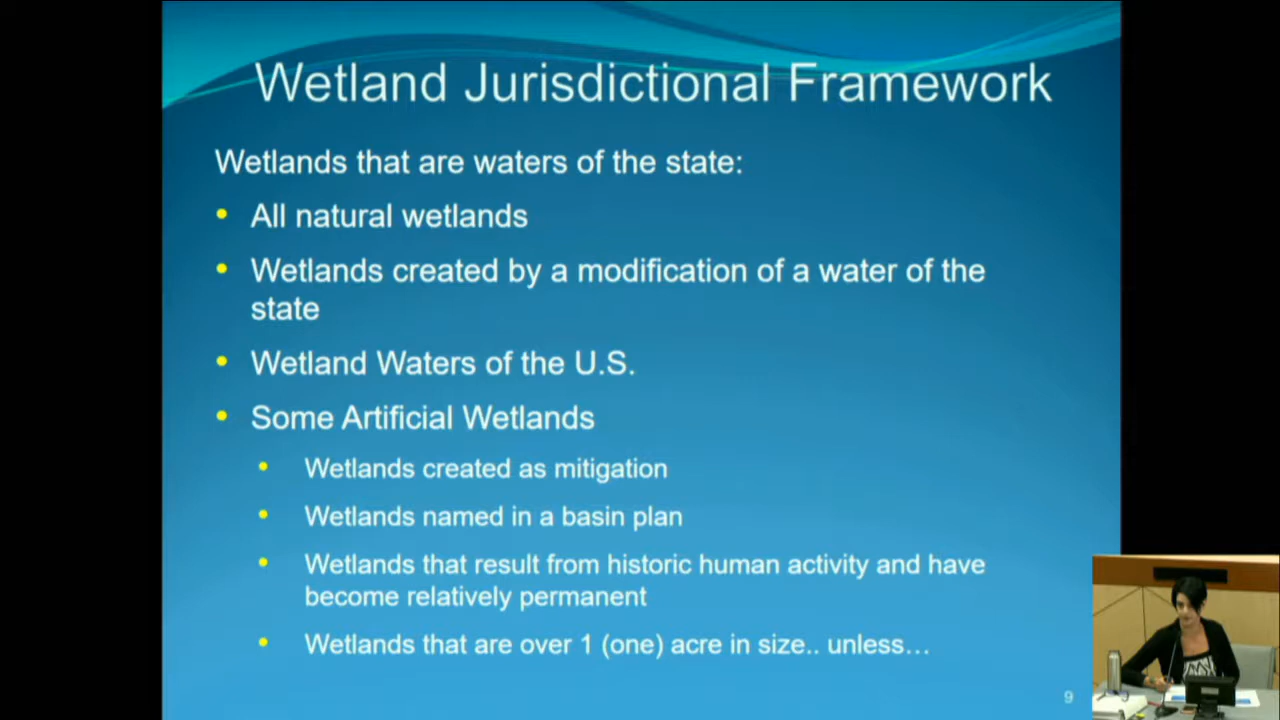 Wetland Jurisdictional Framework
Wetlands that are waters of the state:
• All natural wetlands
• Wetlands created by a modification of a water of the
state
• Wetland Waters of the U.S.
• Some Artificial Wetlands
• Wetlands created as mitigation
• Wetlands named in a basin plan
• Wetlands that result from historic human activity and have
become relatively permanent
• Wetlands that are over 1 (one) acre in size.. unless…
9